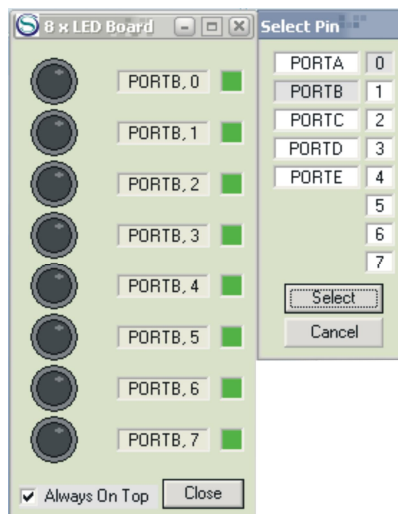 8 x LED Board
PORTB, 0
PORTB, 1
PORTB, 2
PORTB, 3
PORTB, 4
PORTB, 5
PORTB, 6
PORTB, 7
Always On Top Close
Select Pin
PORTA 0
PORTB 1
PORTC 2
PORTD 3
PORTE 4
5
6
7
Select
Cancel